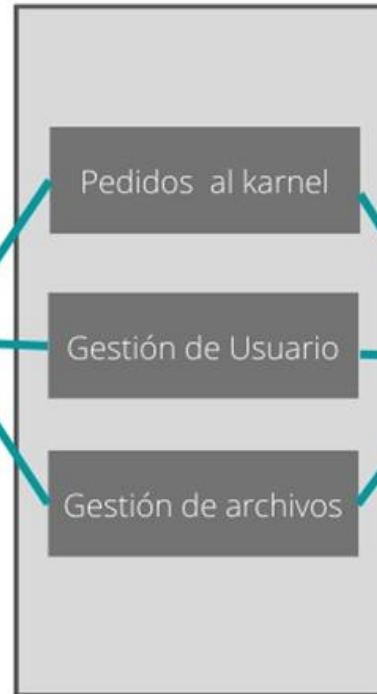 Pedidos al karnel
Gestión de Usuario
Gestión de archivos